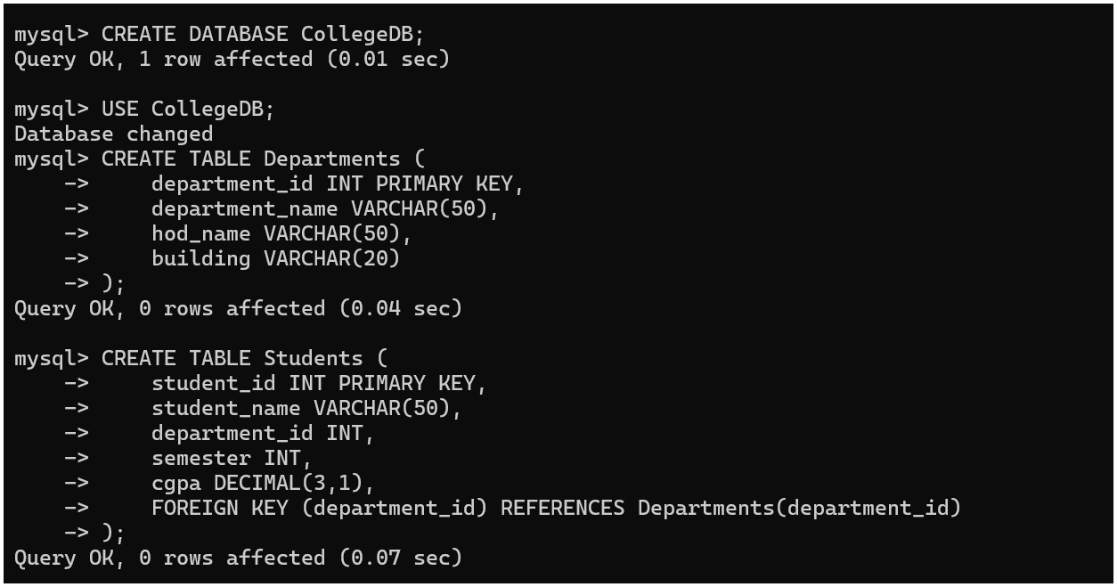 mysql> CREATE DATABASE CollegeDB;
Query OK, 1 row affected (0.01 sec)
mysql> USE CollegeDB;
Database changed
mysql> CREATE TABLE Departments (
    ->     department_id INT PRIMARY KEY,
    ->     department_name VARCHAR(50),
    ->     hod_name VARCHAR(50),
    ->     building VARCHAR(20)
    -> );
Query OK, 0 rows affected (0.04 sec)
mysql> CREATE TABLE Students (
    ->     student_id INT PRIMARY KEY,
    ->     student_name VARCHAR(50),
    ->     department_id INT,
    ->     semester INT,
    ->     cgpa DECIMAL(3,1),
    ->     FOREIGN KEY (department_id) REFERENCES Departments(department_id)
    -> );
Query OK, 0 rows affected (0.07 sec)